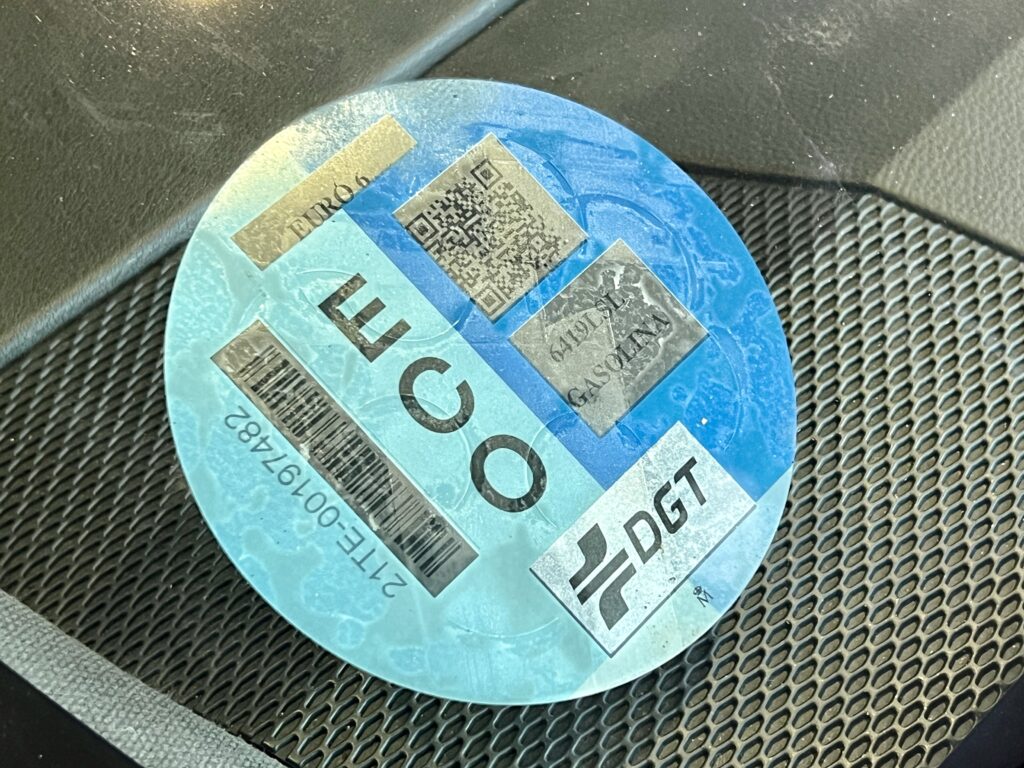 EURO 6
6419LSL
GASOLINA
ECO
21TE-00197482
DGT
M